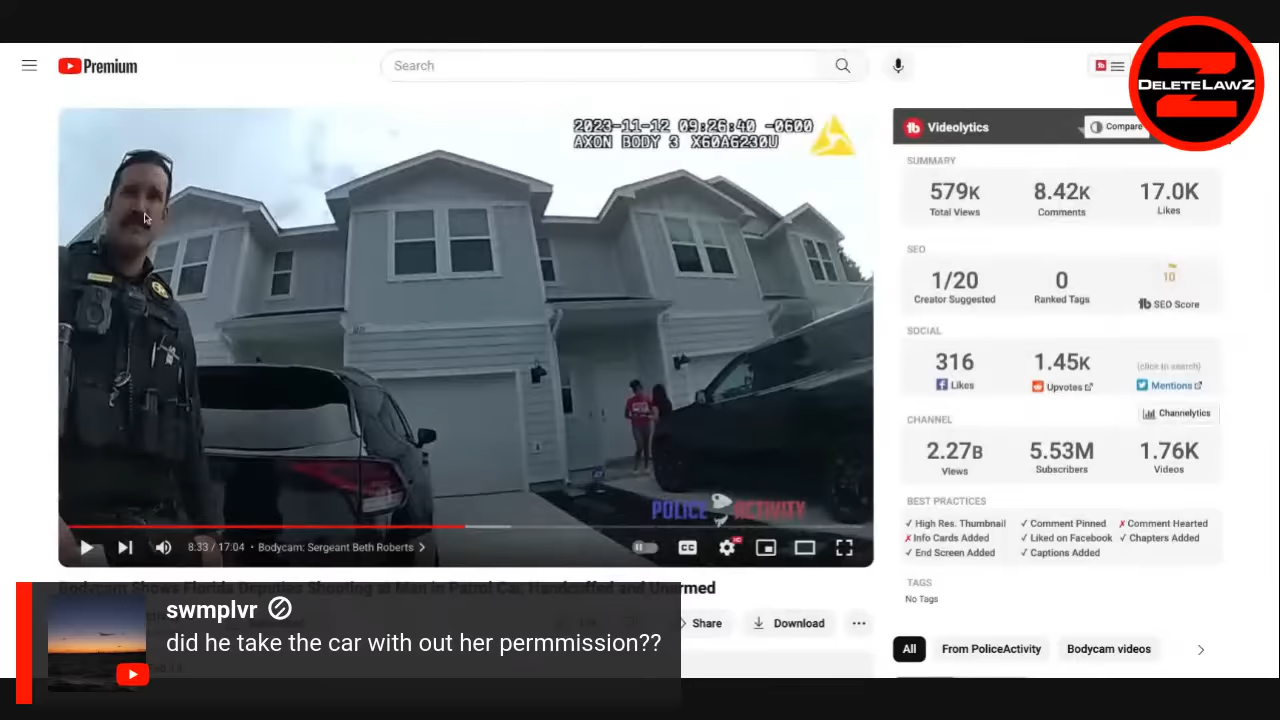 DELETELAWZ
Premium
Search
2023-11-12 09:26:40 -0600
AXON BODY 3 X60A6230U
POLICE ACTIVITY
8:33 / 17:04 • Bodycam: Sergeant Beth Roberts
CC
Bodycam Shows Florida Deputies Shooting at Man in Patrol Car, Handcuffed and Unarmed
Share
Download
swmplvr
did he take the car with out her permmission??
Videolytics
Compare
SUMMARY
579K 8.42K 17.0K
Total Views Comments Likes
SEO
1/20 0 10
Creator Suggested Ranked Tags SEO Score
SOCIAL
316 1.45K (click to search)
Likes Upvotes Mentions
Channelytics
CHANNEL
2.27B 5.53M 1.76K
Views Subscribers Videos
BEST PRACTICES
✓ High Res. Thumbnail ✓ Comment Pinned ✗ Comment Hearted
✗ Info Cards Added ✓ Liked on Facebook ✓ Chapters Added
✓ End Screen Added ✓ Captions Added
TAGS
No Tags
All From PoliceActivity Bodycam videos